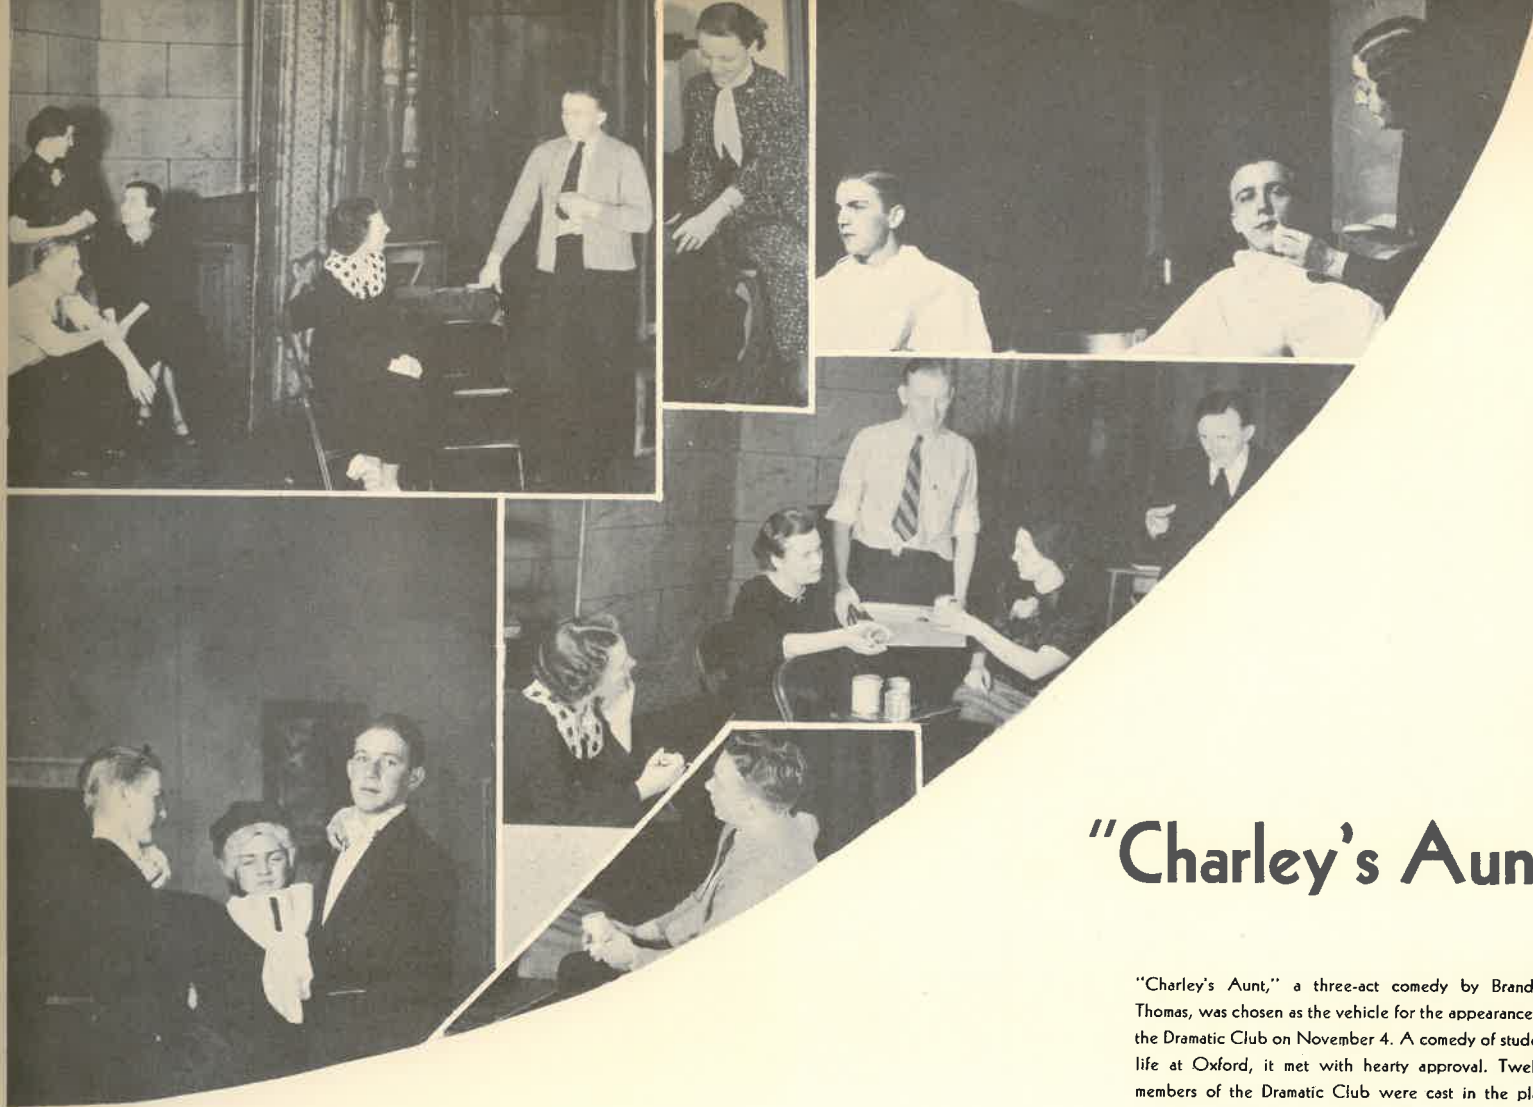 "Charley's Aun
"Charley's Aunt," a three-act comedy by Brand
Thomas, was chosen as the vehicle for the appearance
the Dramatic Club on November 4. A comedy of stud
life at Oxford, it met with hearty approval. Twel
members of the Dramatic Club were cast in the pl